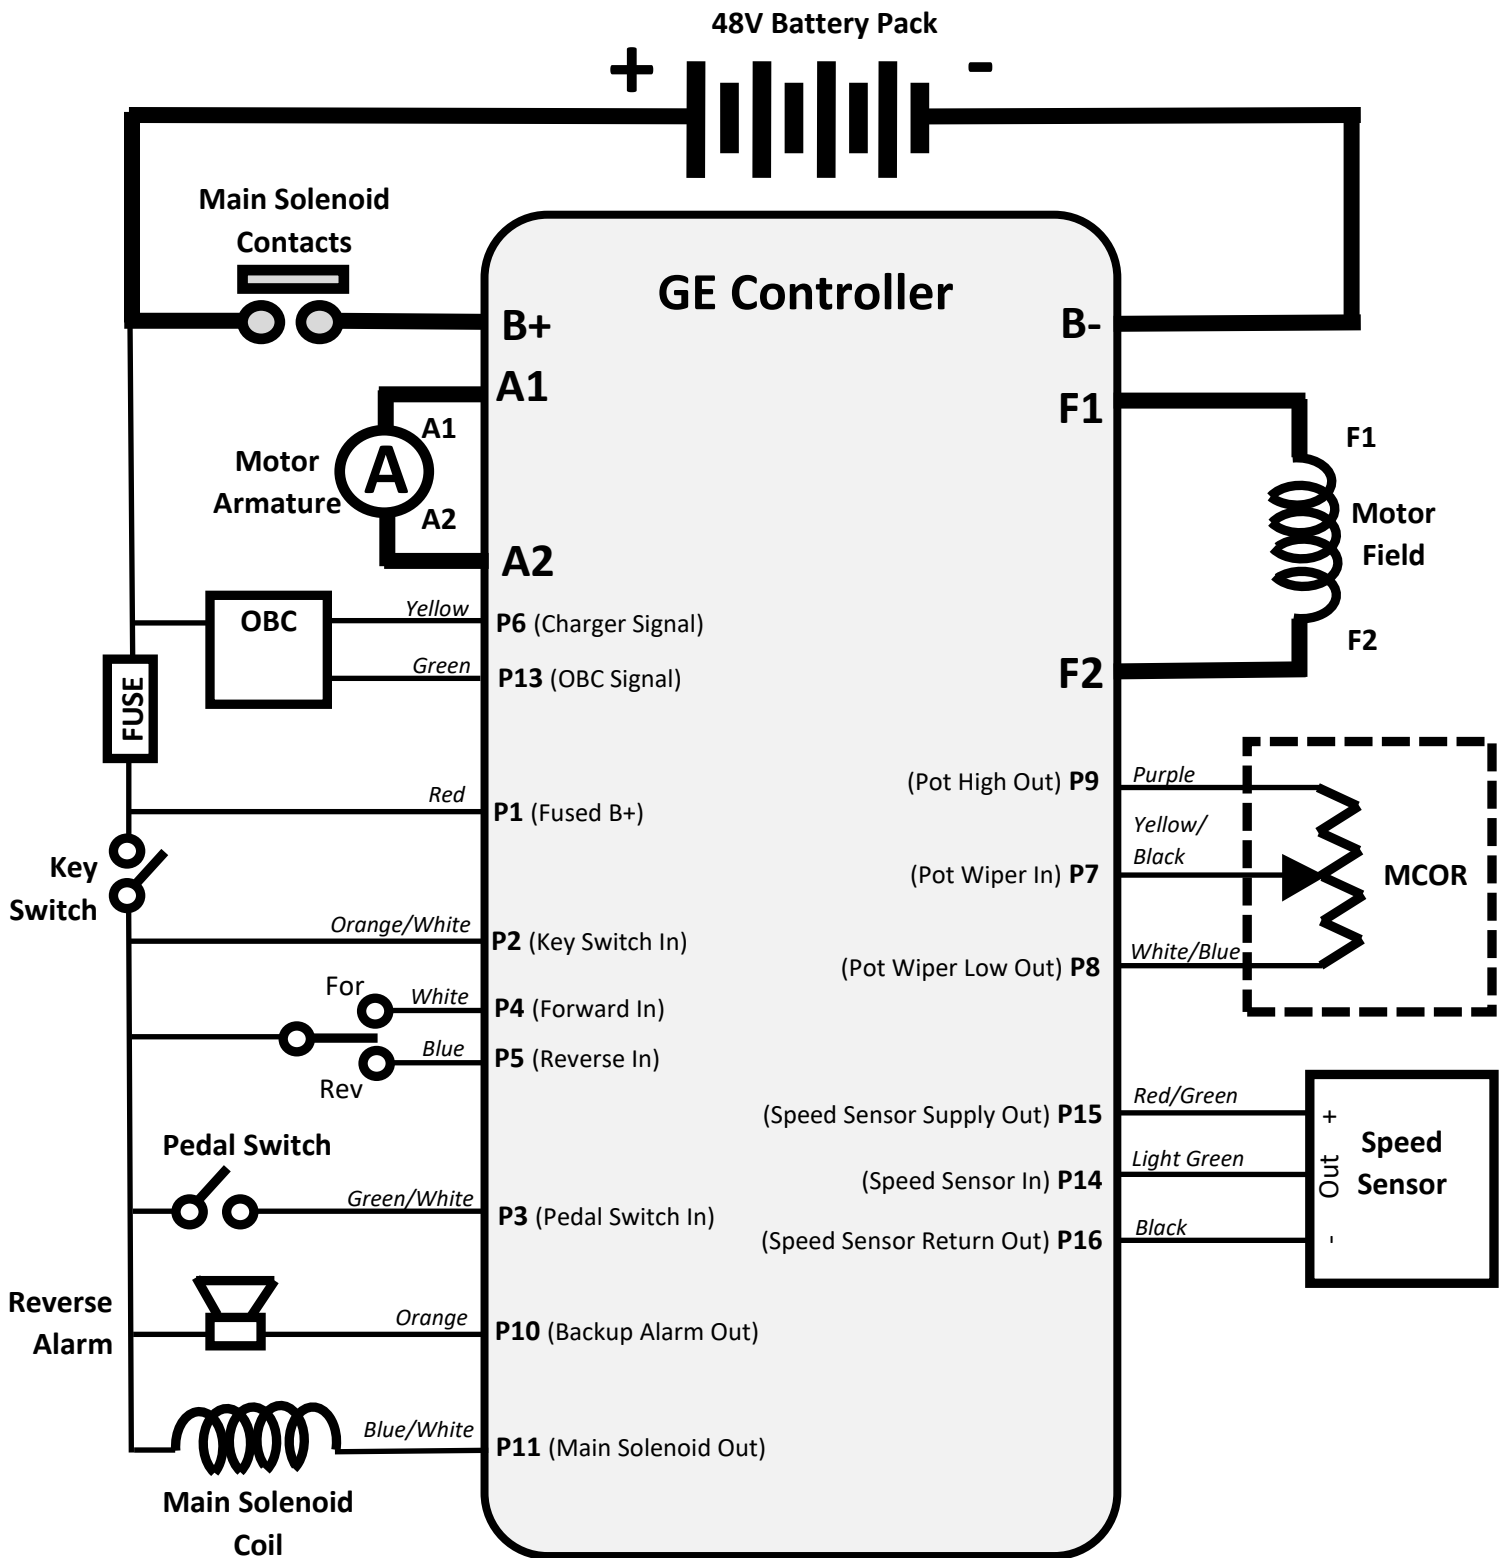 48V Battery Pack
+
-
Main Solenoid
Contacts
GE Controller
B+
B-
A1
F1
A1
F1
Motor
Armature
A
A2
Motor
Field
A2
F2
F2
OBC
Yellow
P6 (Charger Signal)
Green
P13 (OBC Signal)
FUSE
Red
P1 (Fused B+)
(Pot High Out) P9
Purple
Key
Switch
(Pot Wiper In) P7
Yellow/
Black
MCOR
Orange/White
P2 (Key Switch In)
(Pot Wiper Low Out) P8
White/Blue
For
White
P4 (Forward In)
Blue
P5 (Reverse In)
Rev
(Speed Sensor Supply Out) P15
Red/Green
+
Pedal Switch
Green/White
P3 (Pedal Switch In)
(Speed Sensor In) P14
Light Green
Out
Speed
Sensor
(Speed Sensor Return Out) P16
Black
-
Reverse
Alarm
Orange
P10 (Backup Alarm Out)
Blue/White
P11 (Main Solenoid Out)
Main Solenoid
Coil